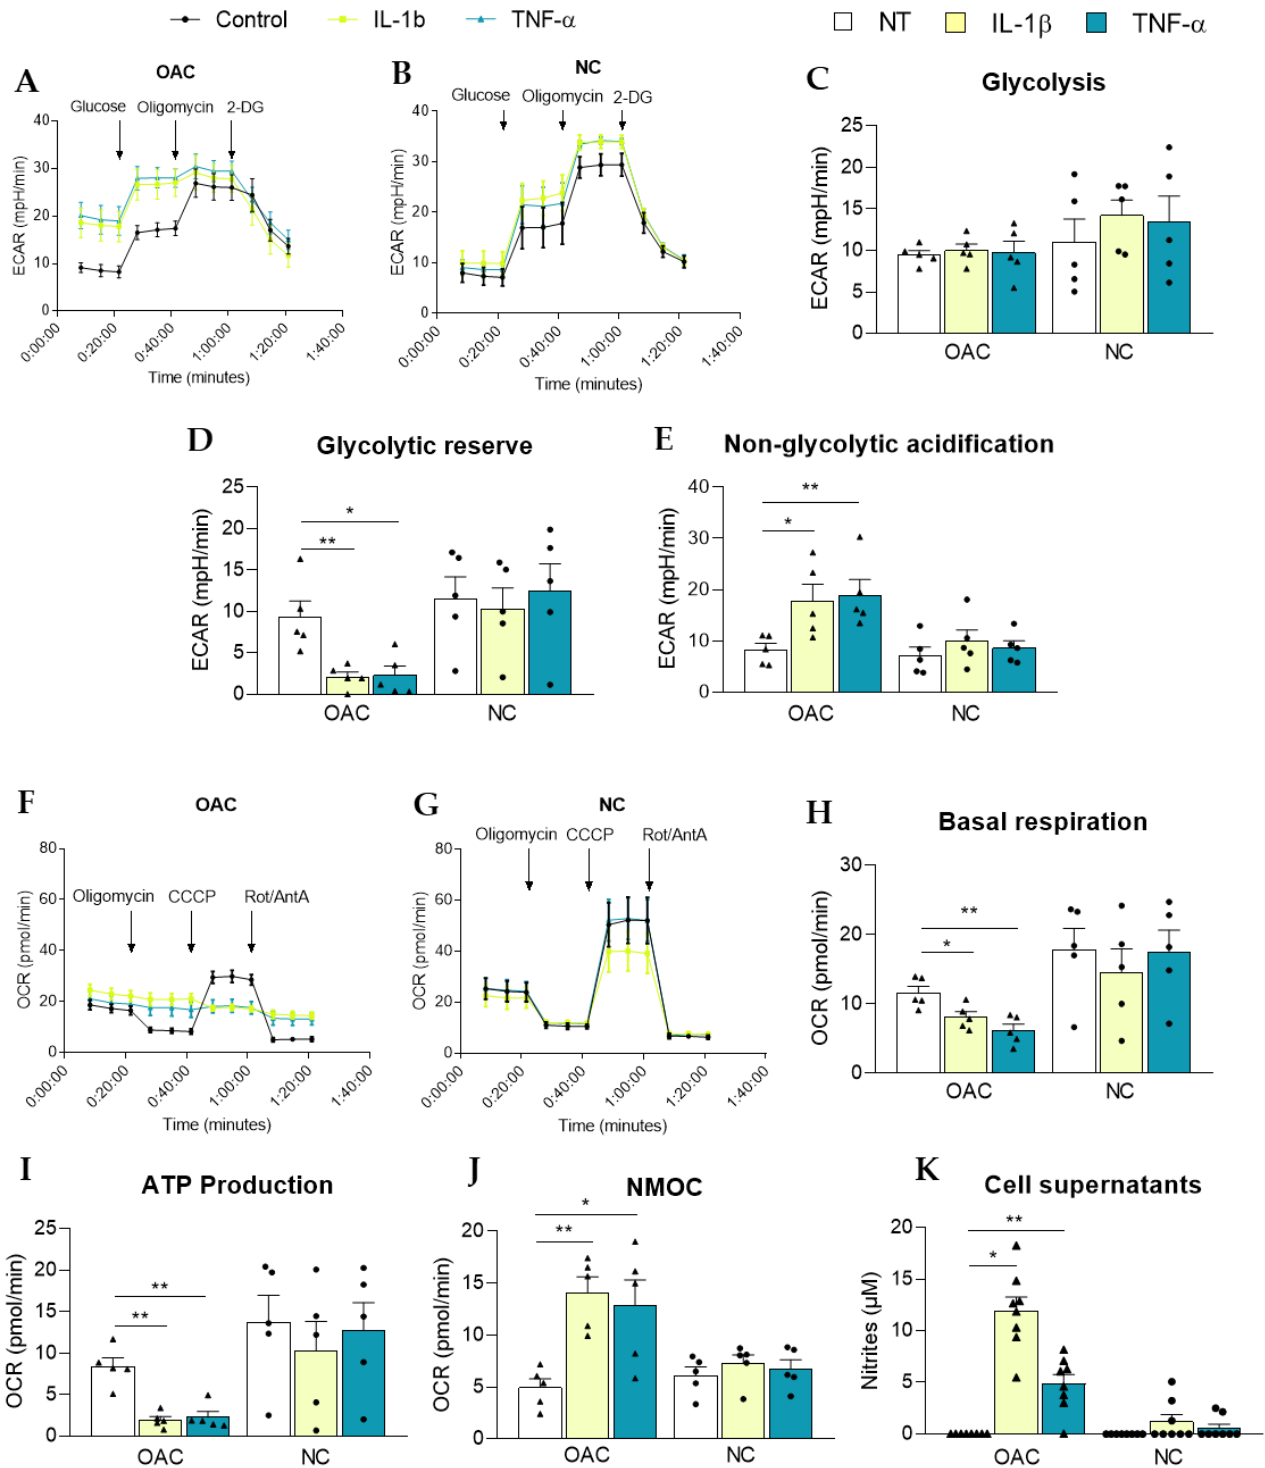 Control IL-1b TNF-α
NT IL-1β TNF-α
A
OAC
Glucose Oligomycin 2-DG
ECAR (mpH/min)
40
30
20
10
0
0:00:00 0:20:00 0:40:00 1:00:00 1:20:00 1:40:00
Time (minutes)
B
NC
Glucose Oligomycin 2-DG
ECAR (mpH/min)
40
30
20
10
0
0:00:00 0:20:00 0:40:00 1:00:00 1:20:00 1:40:00
Time (minutes)
C
Glycolysis
ECAR (mpH/min)
25
20
15
10
5
0
OAC NC
D
Glycolytic reserve
ECAR (mpH/min)
25
20
15
10
5
0
*
**
OAC NC
E
Non-glycolytic acidification
ECAR (mpH/min)
40
30
20
10
0
**
*
OAC NC
F
OAC
Oligomycin CCCP Rot/AntA
OCR (pmol/min)
80
60
40
20
0
0:00:00 0:20:00 0:40:00 1:00:00 1:20:00 1:40:00
Time (minutes)
G
NC
Oligomycin CCCP Rot/AntA
OCR (pmol/min)
80
60
40
20
0
0:00:00 0:20:00 0:40:00 1:00:00 1:20:00 1:40:00
Time (minutes)
H
Basal respiration
OCR (pmol/min)
30
20
10
0
**
*
OAC NC
I
ATP Production
OCR (pmol/min)
25
20
15
10
5
0
**
**
OAC NC
J
NMOC
OCR (pmol/min)
20
15
10
5
0
*
**
OAC NC
K
Cell supernatants
Nitrites (µM)
20
15
10
5
0
**
*
OAC NC